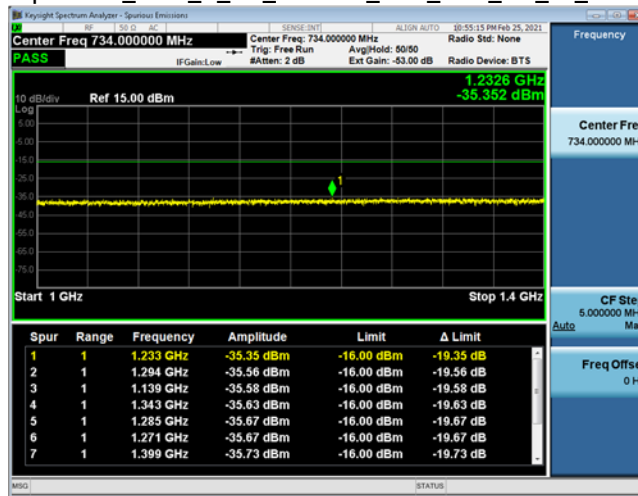 Keysight Spectrum Analyzer - Spurious Emissions
RF 50 Ω AC SENSE:INT ALIGN AUTO 10:55:15 PM Feb 25, 2021
Center Freq 734.000000 MHz
Center Freq: 734.000000 MHz Radio Std: None
Trig: Free Run Avg|Hold: 50/50
PASS IFGain:Low #Atten: 2 dB Ext Gain: -53.00 dB Radio Device: BTS
Frequency
1.2326 GHz
-35.352 dBm
10 dB/div Ref 15.00 dBm
Log
5.00
-5.00
-15.0
-25.0
1
-35.0
-45.0
-55.0
-65.0
-75.0
Start 1 GHz Stop 1.4 GHz
Center Fre
734.000000 MH
CF Ste
5.000000 M
Auto Ma
Freq Offse
0 H
Spur Range Frequency Amplitude Limit Δ Limit
1 1 1.233 GHz -35.35 dBm -16.00 dBm -19.35 dB
2 1 1.294 GHz -35.56 dBm -16.00 dBm -19.56 dB
3 1 1.139 GHz -35.58 dBm -16.00 dBm -19.58 dB
4 1 1.343 GHz -35.63 dBm -16.00 dBm -19.63 dB
5 1 1.285 GHz -35.67 dBm -16.00 dBm -19.67 dB
6 1 1.271 GHz -35.67 dBm -16.00 dBm -19.67 dB
7 1 1.399 GHz -35.73 dBm -16.00 dBm -19.73 dB
MSG STATUS